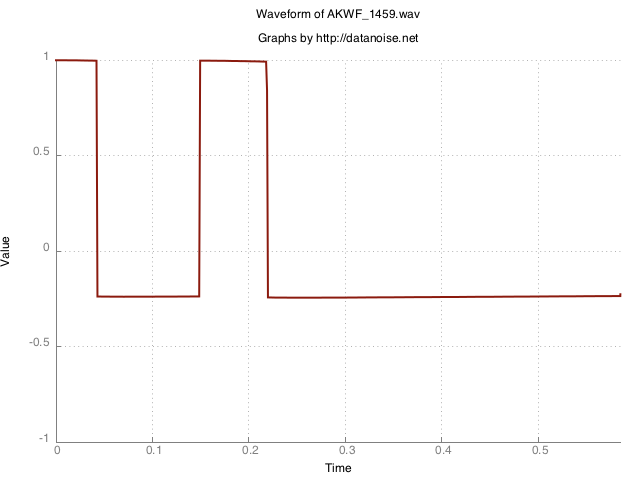 Waveform of AKWF_1459.wav
Graphs by http://datanoise.net
1
0.5
0
-0.5
-1
Value
0 0.1 0.2 0.3 0.4 0.5
Time